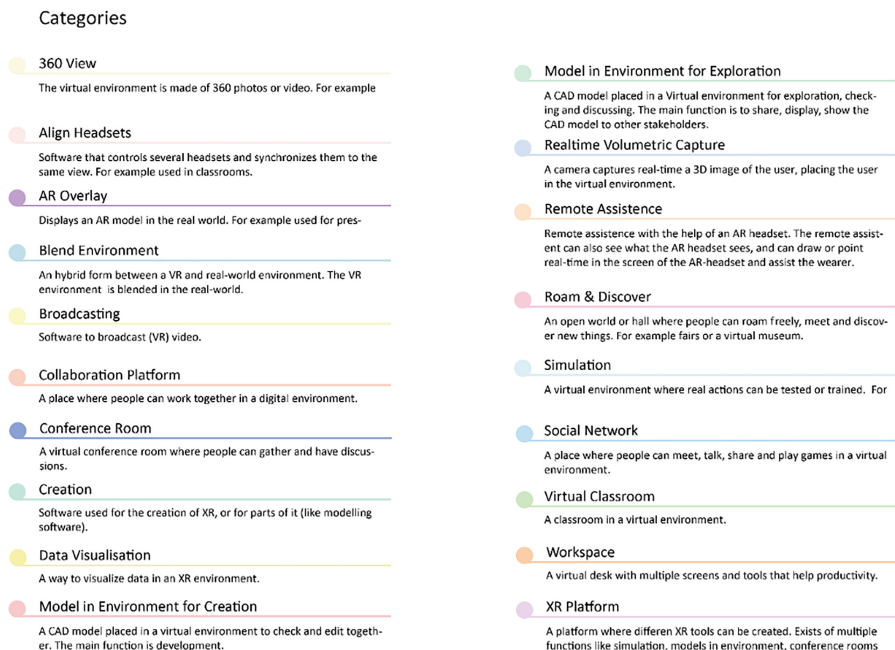 Categories
360 View
The virtual environment is made of 360 photos or video. For example
Align Headsets
Software that controls several headsets and synchronizes them to the
same view. For example used in classrooms.
AR Overlay
Displays an AR model in the real world. For example used for pres-
Blend Environment
An hybrid form between a VR and real-world environment. The VR
environment is blended in the real-world.
Broadcasting
Software to broadcast (VR) video.
Collaboration Platform
A place where people can work together in a digital environment.
Conference Room
A virtual conference room where people can gather and have discus-
sions.
Creation
Software used for the creation of XR, or for parts of it (like modelling
software).
Data Visualisation
A way to visualize data in an XR environment.
Model in Environment for Creation
A CAD model placed in a virtual environment to check and edit togeth-
er. The main function is development.
Model in Environment for Exploration
A CAD model placed in a Virtual environment for exploration, check-
ing and discussing. The main function is to share, display, show the
CAD model to other stakeholders.
Realtime Volumetric Capture
A camera captures real-time a 3D image of the user, placing the user
in the virtual environment.
Remote Assistence
Remote assistence with the help of an AR headset. The remote assist-
ent can also see what the AR headset sees, and can draw or point
real-time in the screen of the AR-headset and assist the wearer.
Roam & Discover
An open world or hall where people can roam freely, meet and discov-
er new things. For example fairs or a virtual museum.
Simulation
A virtual environment where real actions can be tested or trained. For
Social Network
A place where people can meet, talk, share and play games in a virtual
environment.
Virtual Classroom
A classroom in a virtual environment.
Workspace
A virtual desk with multiple screens and tools that help productivity.
XR Platform
A platform where differen XR tools can be created. Exists of multiple
functions like simulation, models in environment, conference rooms